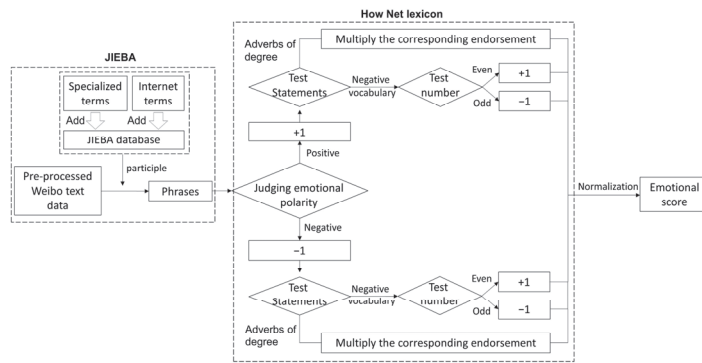 How Net lexicon
JIEBA
Adverbs of
degree
Multiply the corresponding endorsement
Specialized
terms
Internet
terms
Add
Add
JIEBA database
participle
Pre-processed
Weibo text
data
Phrases
Test
Statements
Negative
vocabulary
Test
number
Even
+1
Odd
−1
+1
Positive
Judging emotional
polarity
Negative
−1
Normalization
Emotional
score
Test
Statements
Negative
vocabulary
Test
number
Even
+1
Odd
−1
Adverbs of
degree
Multiply the corresponding endorsement